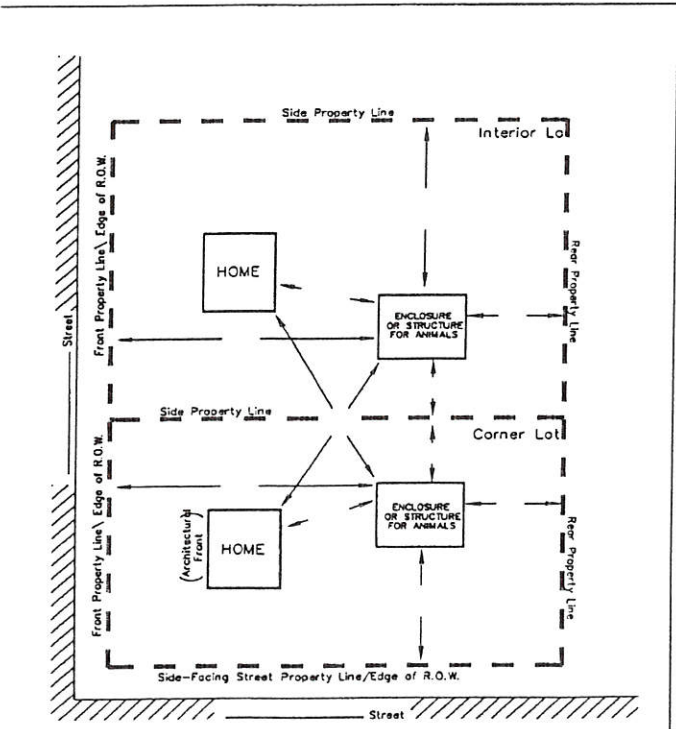 Side Property Line
Interior Lo
Front Property Line\ Edge of R.O.W.
Street
HOME
ENCLOSURE
OR STRUCTURE
FOR ANIMALS
Rear Property Line
Side Property Line
Corner Lot
Front Property Line\ Edge of R.O.W.
(Architectural
Front)
HOME
ENCLOSURE
OR STRUCTURE
FOR ANIMALS
Rear Property Line
Side-Facing Street Property Line/Edge of R.O.W.
Street